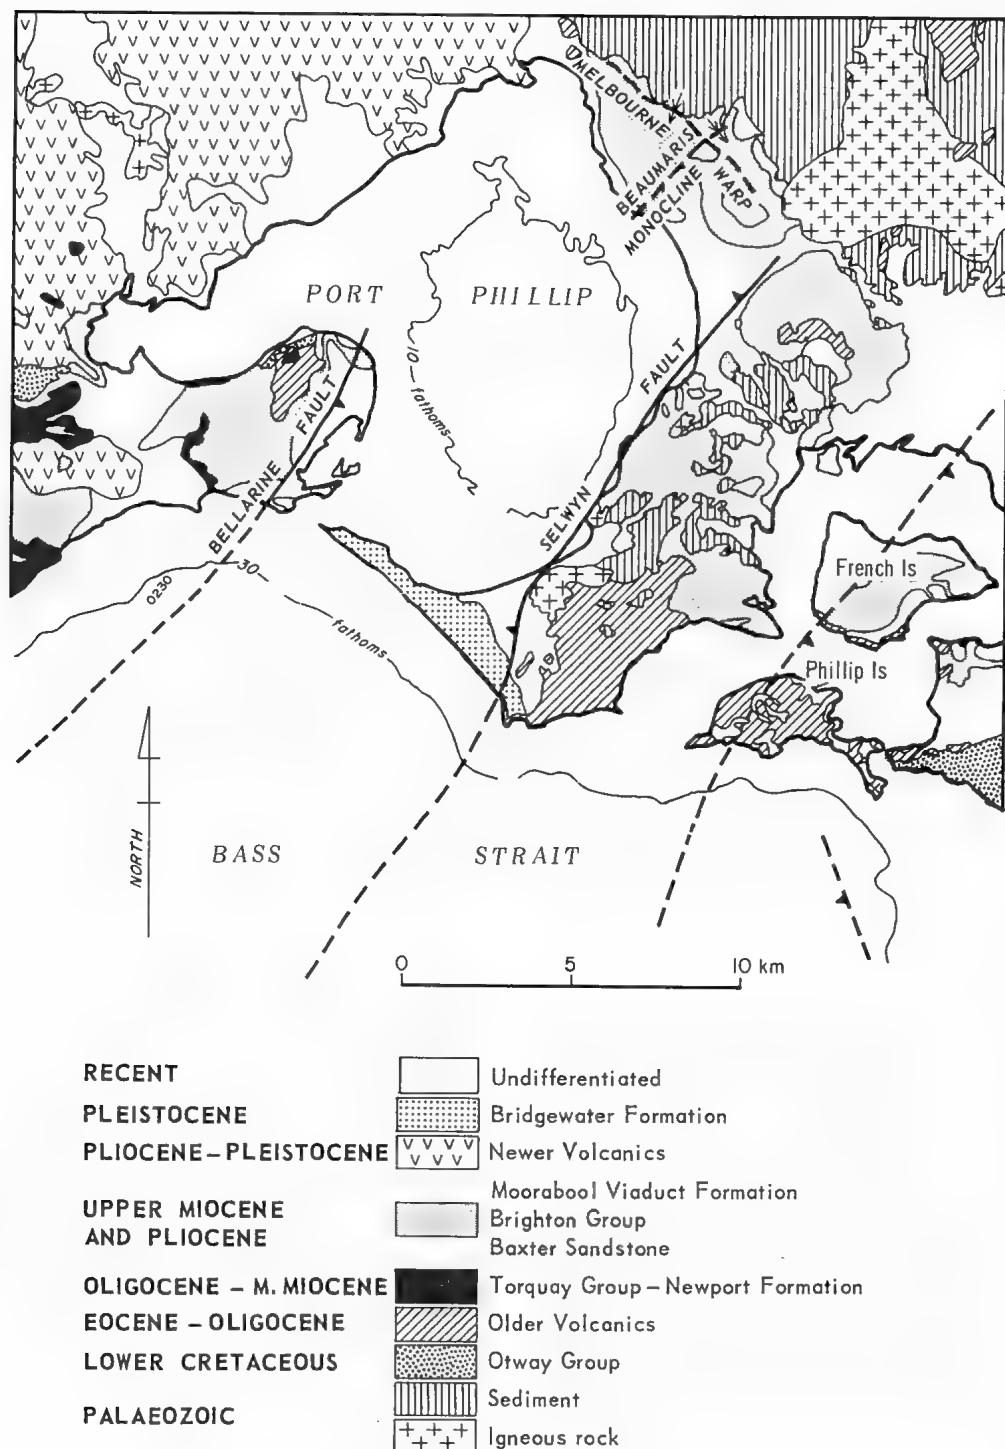 MELBOURNE
WARP
BEAUMARIS
MONOCLINE
PORT PHILLIP
10
fathoms
FAULT
SELWYN
BELLARINE
FAULT
French Is
Phillip Is
0230
30
fathoms
NORTH
BASS STRAIT
0 5 10 km
RECENT Undifferentiated
PLEISTOCENE Bridgewater Formation
PLIOCENE – PLEISTOCENE Newer Volcanics
UPPER MIOCENE AND PLIOCENE
Moorabool Viaduct Formation
Brighton Group
Baxter Sandstone
OLIGOCENE – M. MIOCENE Torquay Group – Newport Formation
EOCENE – OLIGOCENE Older Volcanics
LOWER CRETACEOUS Otway Group
PALAEOZOIC
Sediment
Igneous rock